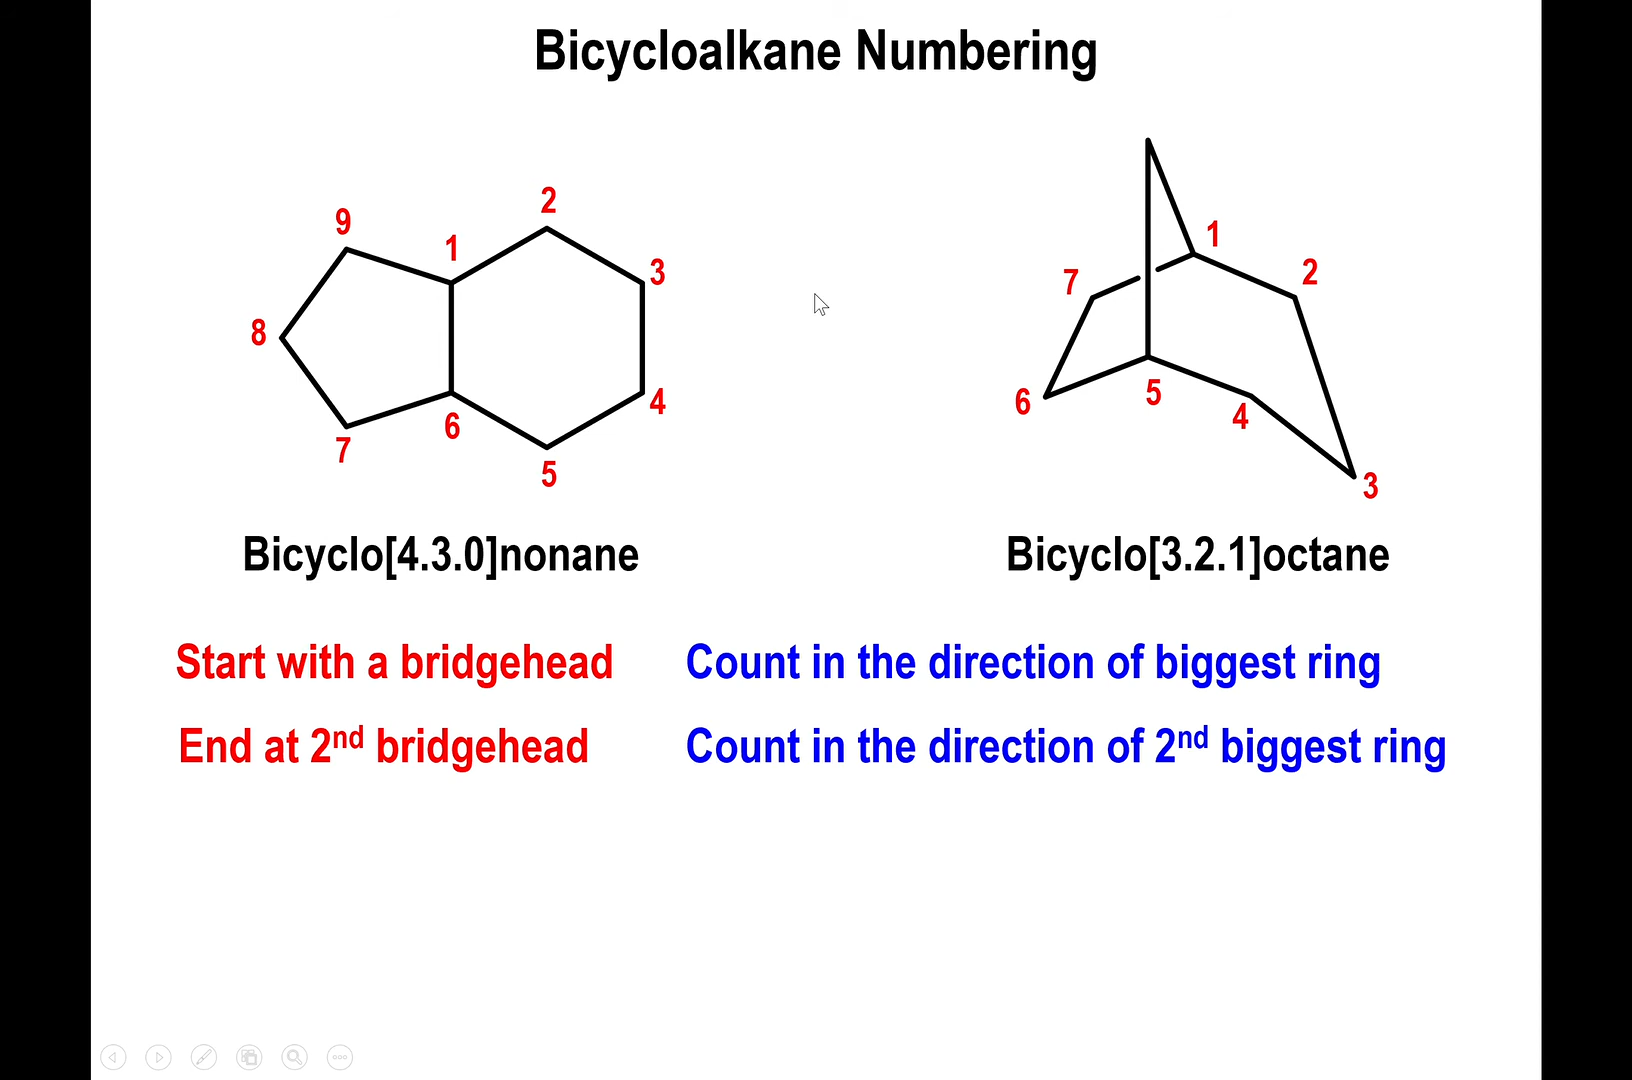 Bicycloalkane Numbering
2
9
1
3
8
4
6
7
5
1
2
7
5
6
4
3
Bicyclo[4.3.0]nonane
Bicyclo[3.2.1]octane
Start with a bridgehead
Count in the direction of biggest ring
End at 2nd bridgehead
Count in the direction of 2nd biggest ring